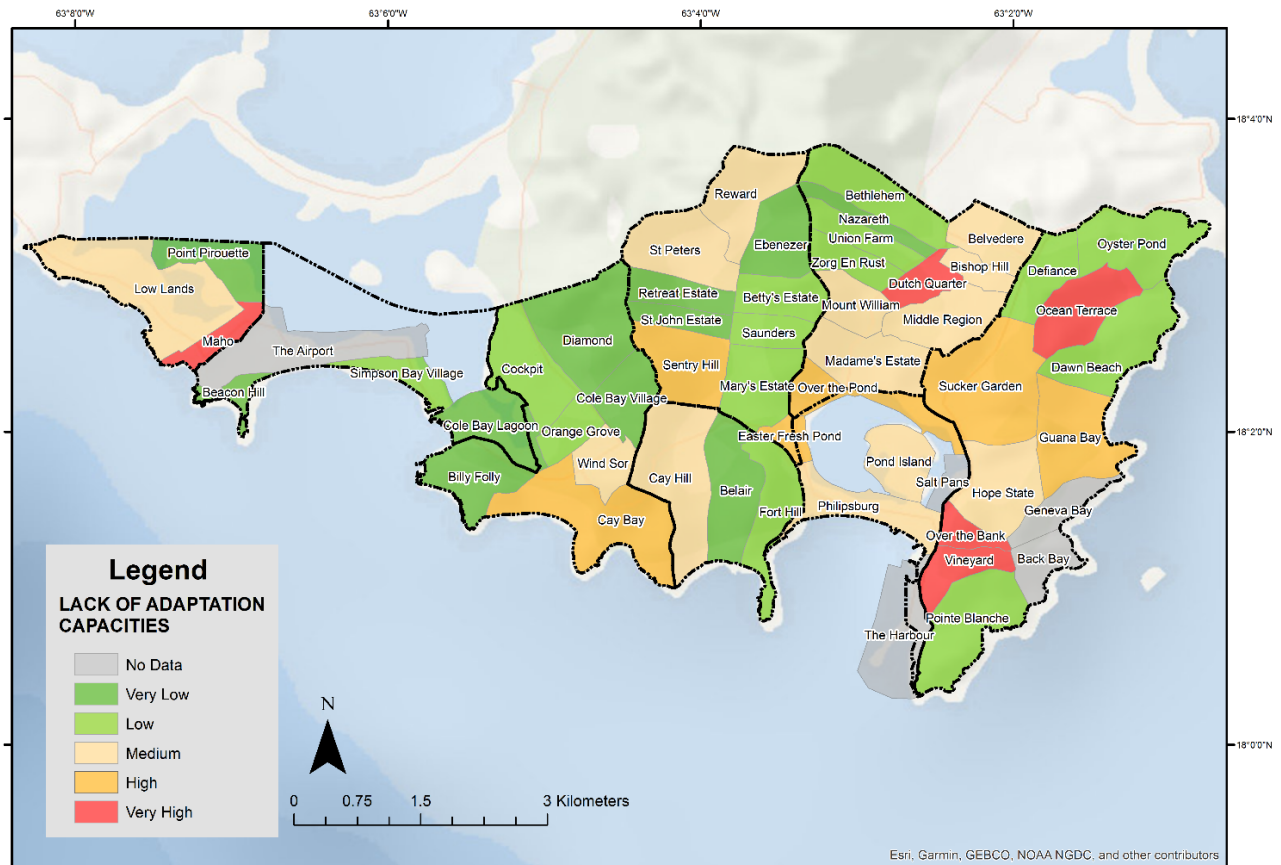 63°8'0"W
63°6'0"W
63°4'0"W
63°2'0"W
18°4'0"N
18°2'0"N
18°0'0"N
Reward
Bethlehem
Nazareth
Union Farm
Belvedere
Oyster Pond
Point Pirouette
St Peters
Ebenezer
Zorg En Rust
Bishop Hill
Defiance
Low Lands
Retreat Estate
Betty's Estate
Dutch Quarter
Mount William
Ocean Terrace
St John Estate
Saunders
Middle Region
Maho
The Airport
Diamond
Sentry Hill
Madame's Estate
Cockpit
Simpson Bay Village
Dawn Beach
Beacon Hill
Cole Bay Village
Mary's Estate
Over the Pond
Sucker Garden
Cole Bay Lagoon
Orange Grove
Easter Fresh Pond
Guana Bay
Billy Folly
Wind Sor
Cay Hill
Belair
Pond Island
Salt Pans
Hope State
Cay Bay
Fort Hill
Philipsburg
Geneva Bay
Over the Bank
Vineyard
Back Bay
Pointe Blanche
The Harbour
Legend
LACK OF ADAPTATION
CAPACITIES
No Data
Very Low
Low
Medium
High
Very High
N
0 0.75 1.5 3 Kilometers
Esri, Garmin, GEBCO, NOAA NGDC, and other contributors